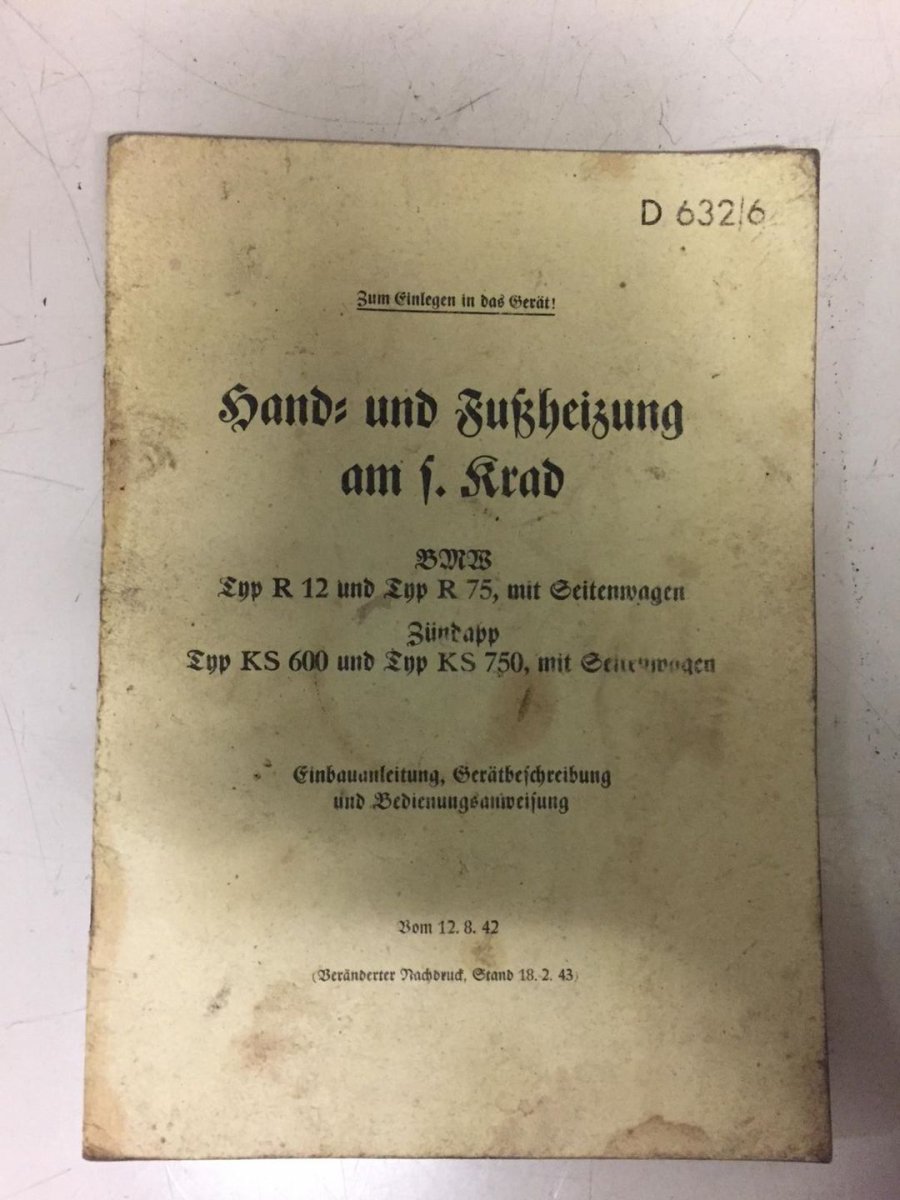 D 632/6
Zum Einlegen in das Gerät!
Hand- und Fußheizung
am s. Krad
BMW
Typ R 12 und Typ R 75, mit Seitenwagen
Zündapp
Typ KS 600 und Typ KS 750, mit Seitenwagen
Einbauanleitung, Gerätbeschreibung
und Bedienungsanweisung
Vom 12. 8. 42
(Veränderter Nachdruck, Stand 18. 2. 43)